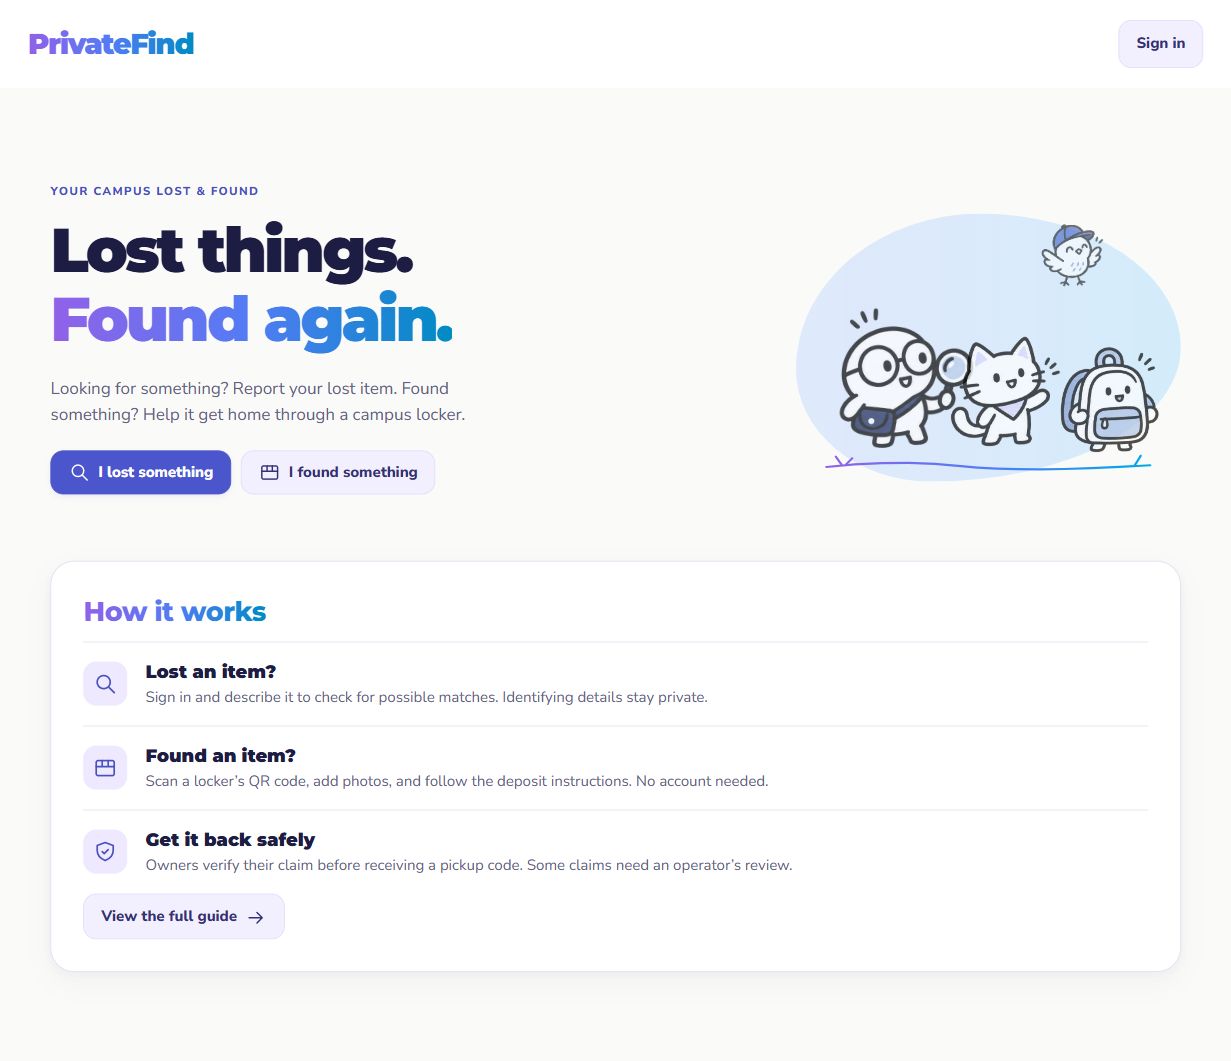 PrivateFind
Sign in
YOUR CAMPUS LOST & FOUND
Lost things.
Found again.
Looking for something? Report your lost item. Found
something? Help it get home through a campus locker.
I lost something
I found something
How it works
Lost an item?
Sign in and describe it to check for possible matches. Identifying details stay private.
Found an item?
Scan a locker’s QR code, add photos, and follow the deposit instructions. No account needed.
Get it back safely
Owners verify their claim before receiving a pickup code. Some claims need an operator’s review.
View the full guide →